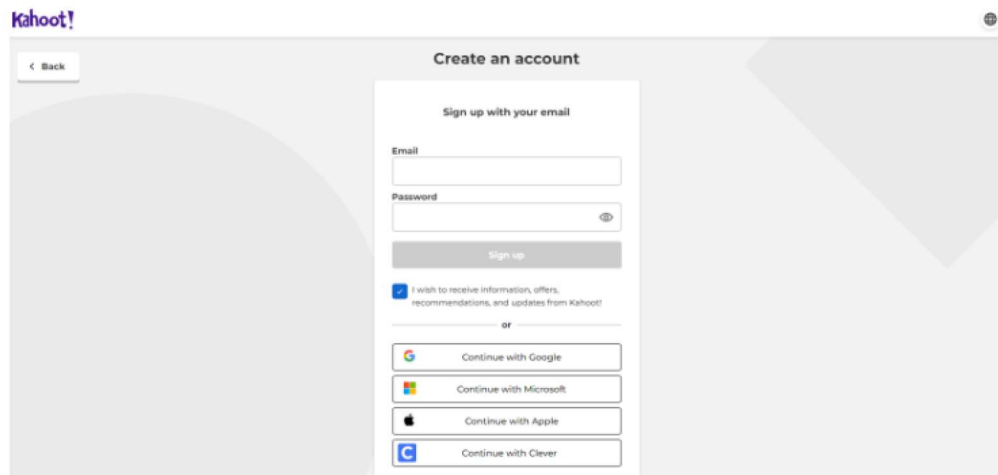 Kahoot!
Back
Create an account
Sign up with your email
Email
Password
Sign up
I wish to receive information, offers,
recommendations, and updates from Kahoot!
or
Continue with Google
Continue with Microsoft
Continue with Apple
C Continue with Clever